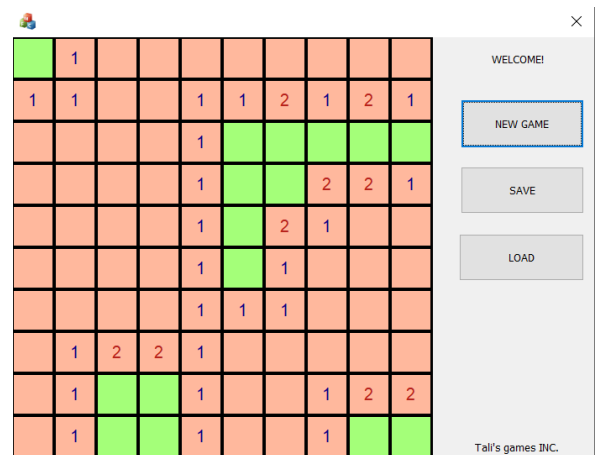 WELCOME!
1
1 1 1 1 2 1 2 1
NEW GAME
1
1 2 2 1
SAVE
1 2 1
1 1
LOAD
1 1 1
1 2 2 1
1 1 1 2 2
1 1 1
Tali's games INC.